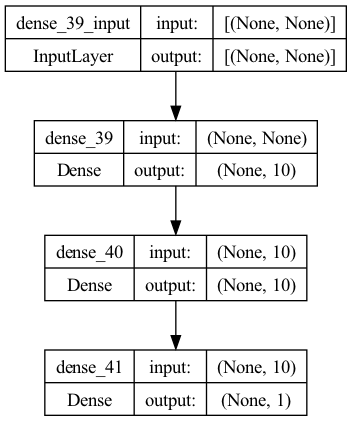 dense_39_input input: [(None, None)]
InputLayer output: [(None, None)]
dense_39 input: (None, None)
Dense output: (None, 10)
dense_40 input: (None, 10)
Dense output: (None, 10)
dense_41 input: (None, 10)
Dense output: (None, 1)